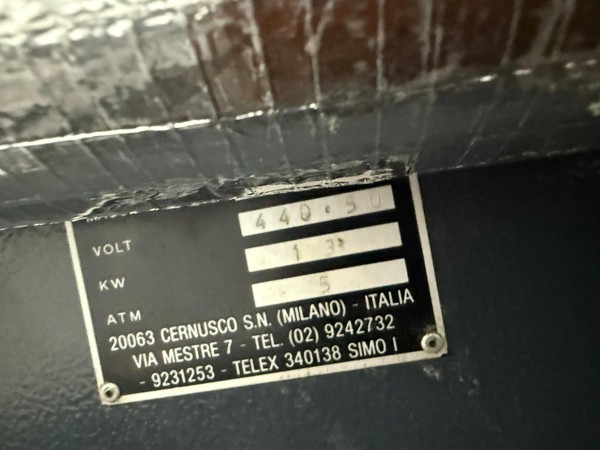 VOLT 440·50
KW 13
ATM 5
20063 CERNUSCO S.N. (MILANO) - ITALIA
VIA MESTRE 7 - TEL. (02) 9242732
- 9231253 - TELEX 340138 SIMO I